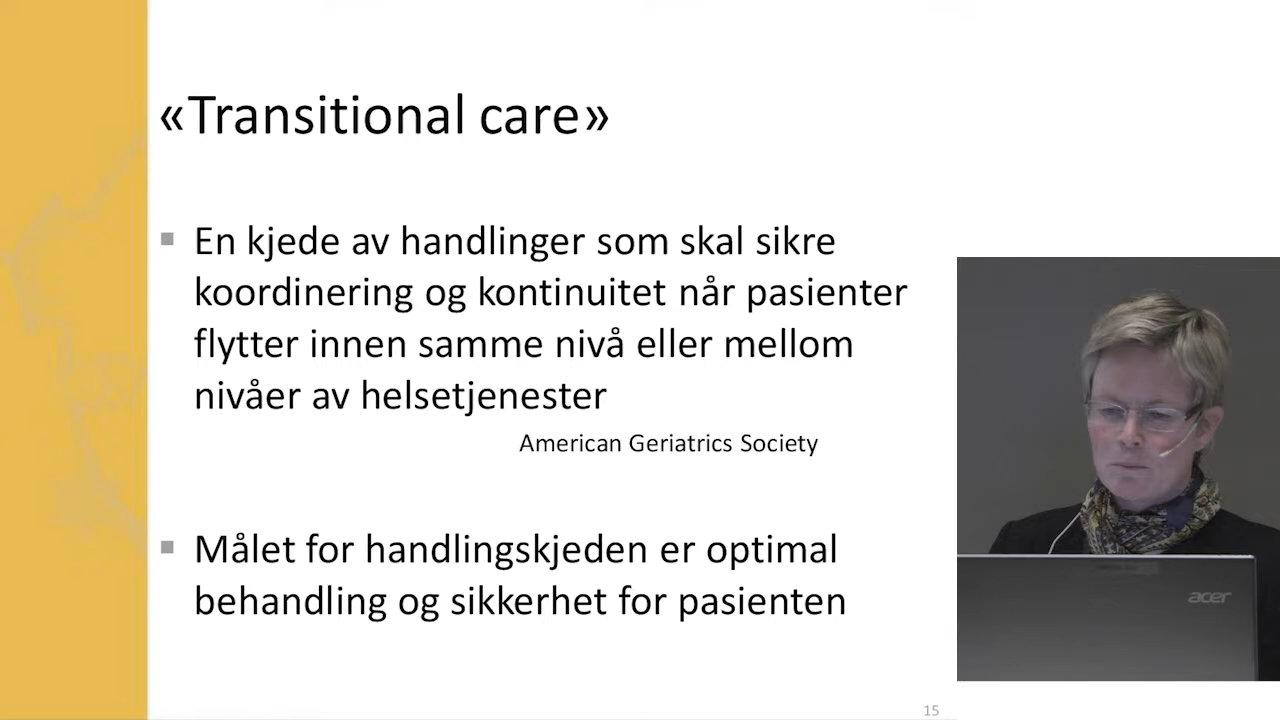 «Transitional care»
En kjede av handlinger som skal sikre
koordinering og kontinuitet når pasienter
flytter innen samme nivå eller mellom
nivåer av helsetjenester
American Geriatrics Society
Målet for handlingskjeden er optimal
behandling og sikkerhet for pasienten
acer
15